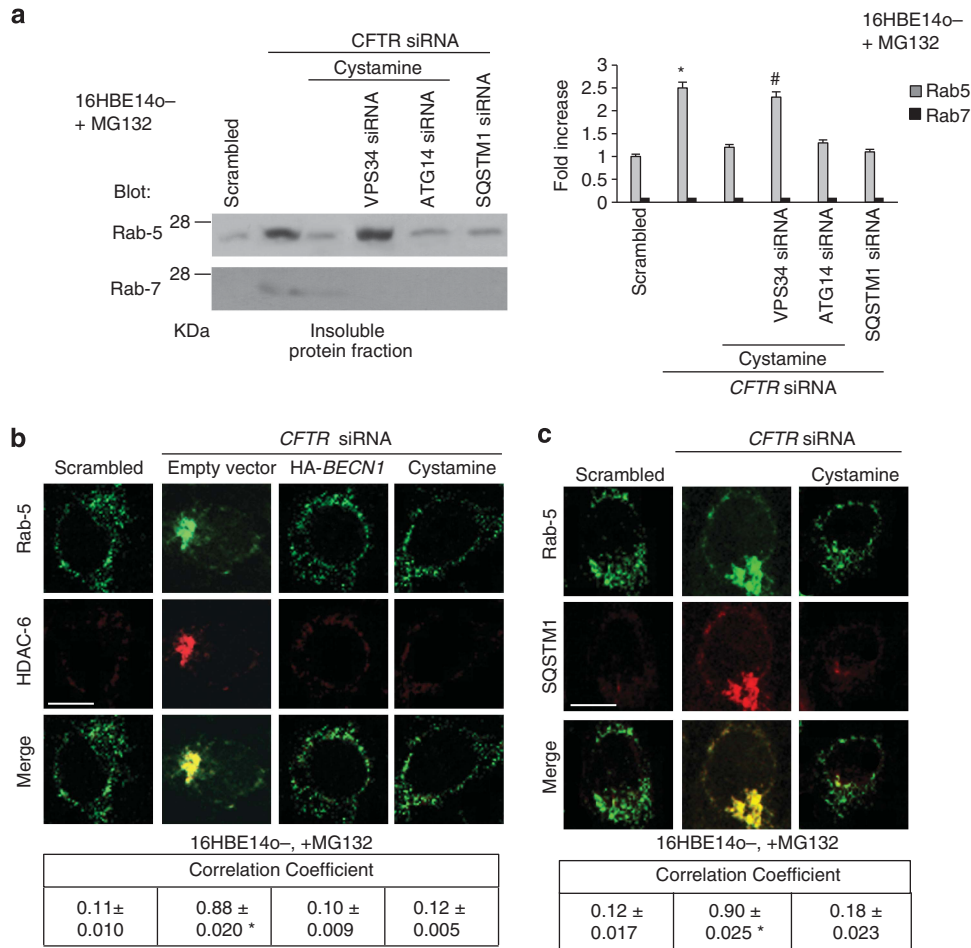 a
CFTR siRNA
Cystamine
16HBE14o–
+ MG132
Scrambled
VPS34 siRNA
ATG14 siRNA
SQSTM1 siRNA
Blot:
Rab-5
28
Rab-7
28
KDa
Insoluble
protein fraction
16HBE14o–
+ MG132
Rab5
Rab7
Fold increase
3
2.5
2
1.5
1
0.5
0
*
#
Scrambled
VPS34 siRNA
ATG14 siRNA
SQSTM1 siRNA
Cystamine
CFTR siRNA
b
CFTR siRNA
Scrambled
Empty vector
HA-BECN1
Cystamine
Rab-5
HDAC-6
Merge
16HBE14o–, +MG132
Correlation Coefficient
0.11± 0.88 ± 0.10 ± 0.12 ±
0.010 0.020 * 0.009 0.005
c
CFTR siRNA
Scrambled
Cystamine
Rab-5
SQSTM1
Merge
16HBE14o–, +MG132
Correlation Coefficient
0.12 ± 0.90 ± 0.18 ±
0.017 0.025 * 0.023